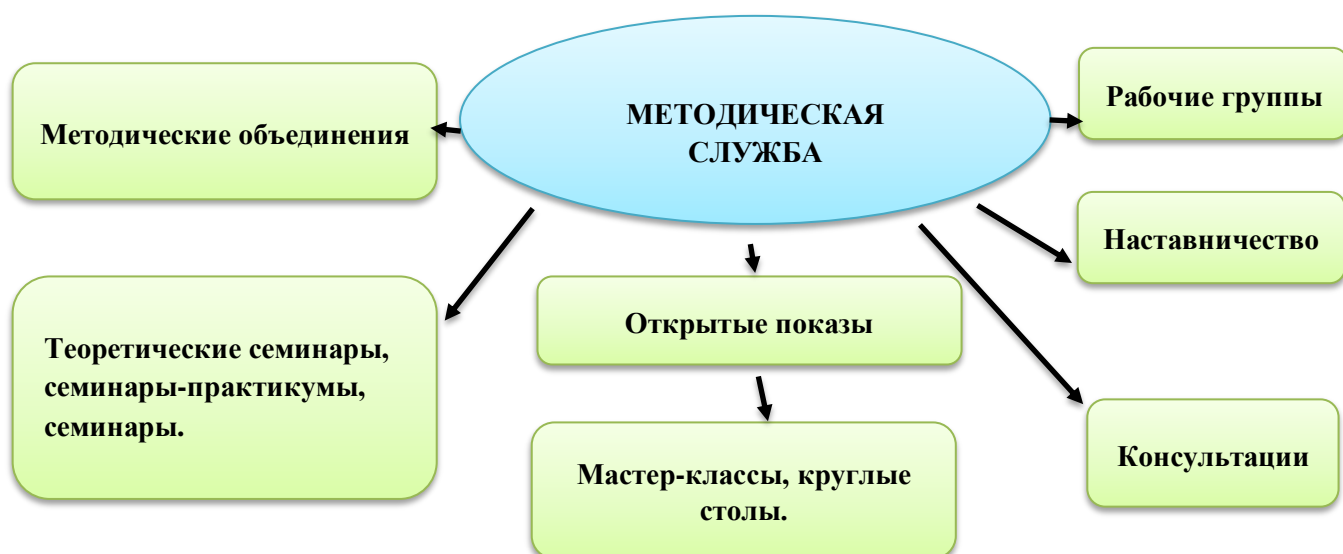 МЕТОДИЧЕСКАЯ
СЛУЖБА
Методические объединения
Рабочие группы
Наставничество
Теоретические семинары,
семинары-практикумы,
семинары.
Открытые показы
Мастер-классы, круглые
столы.
Консультации